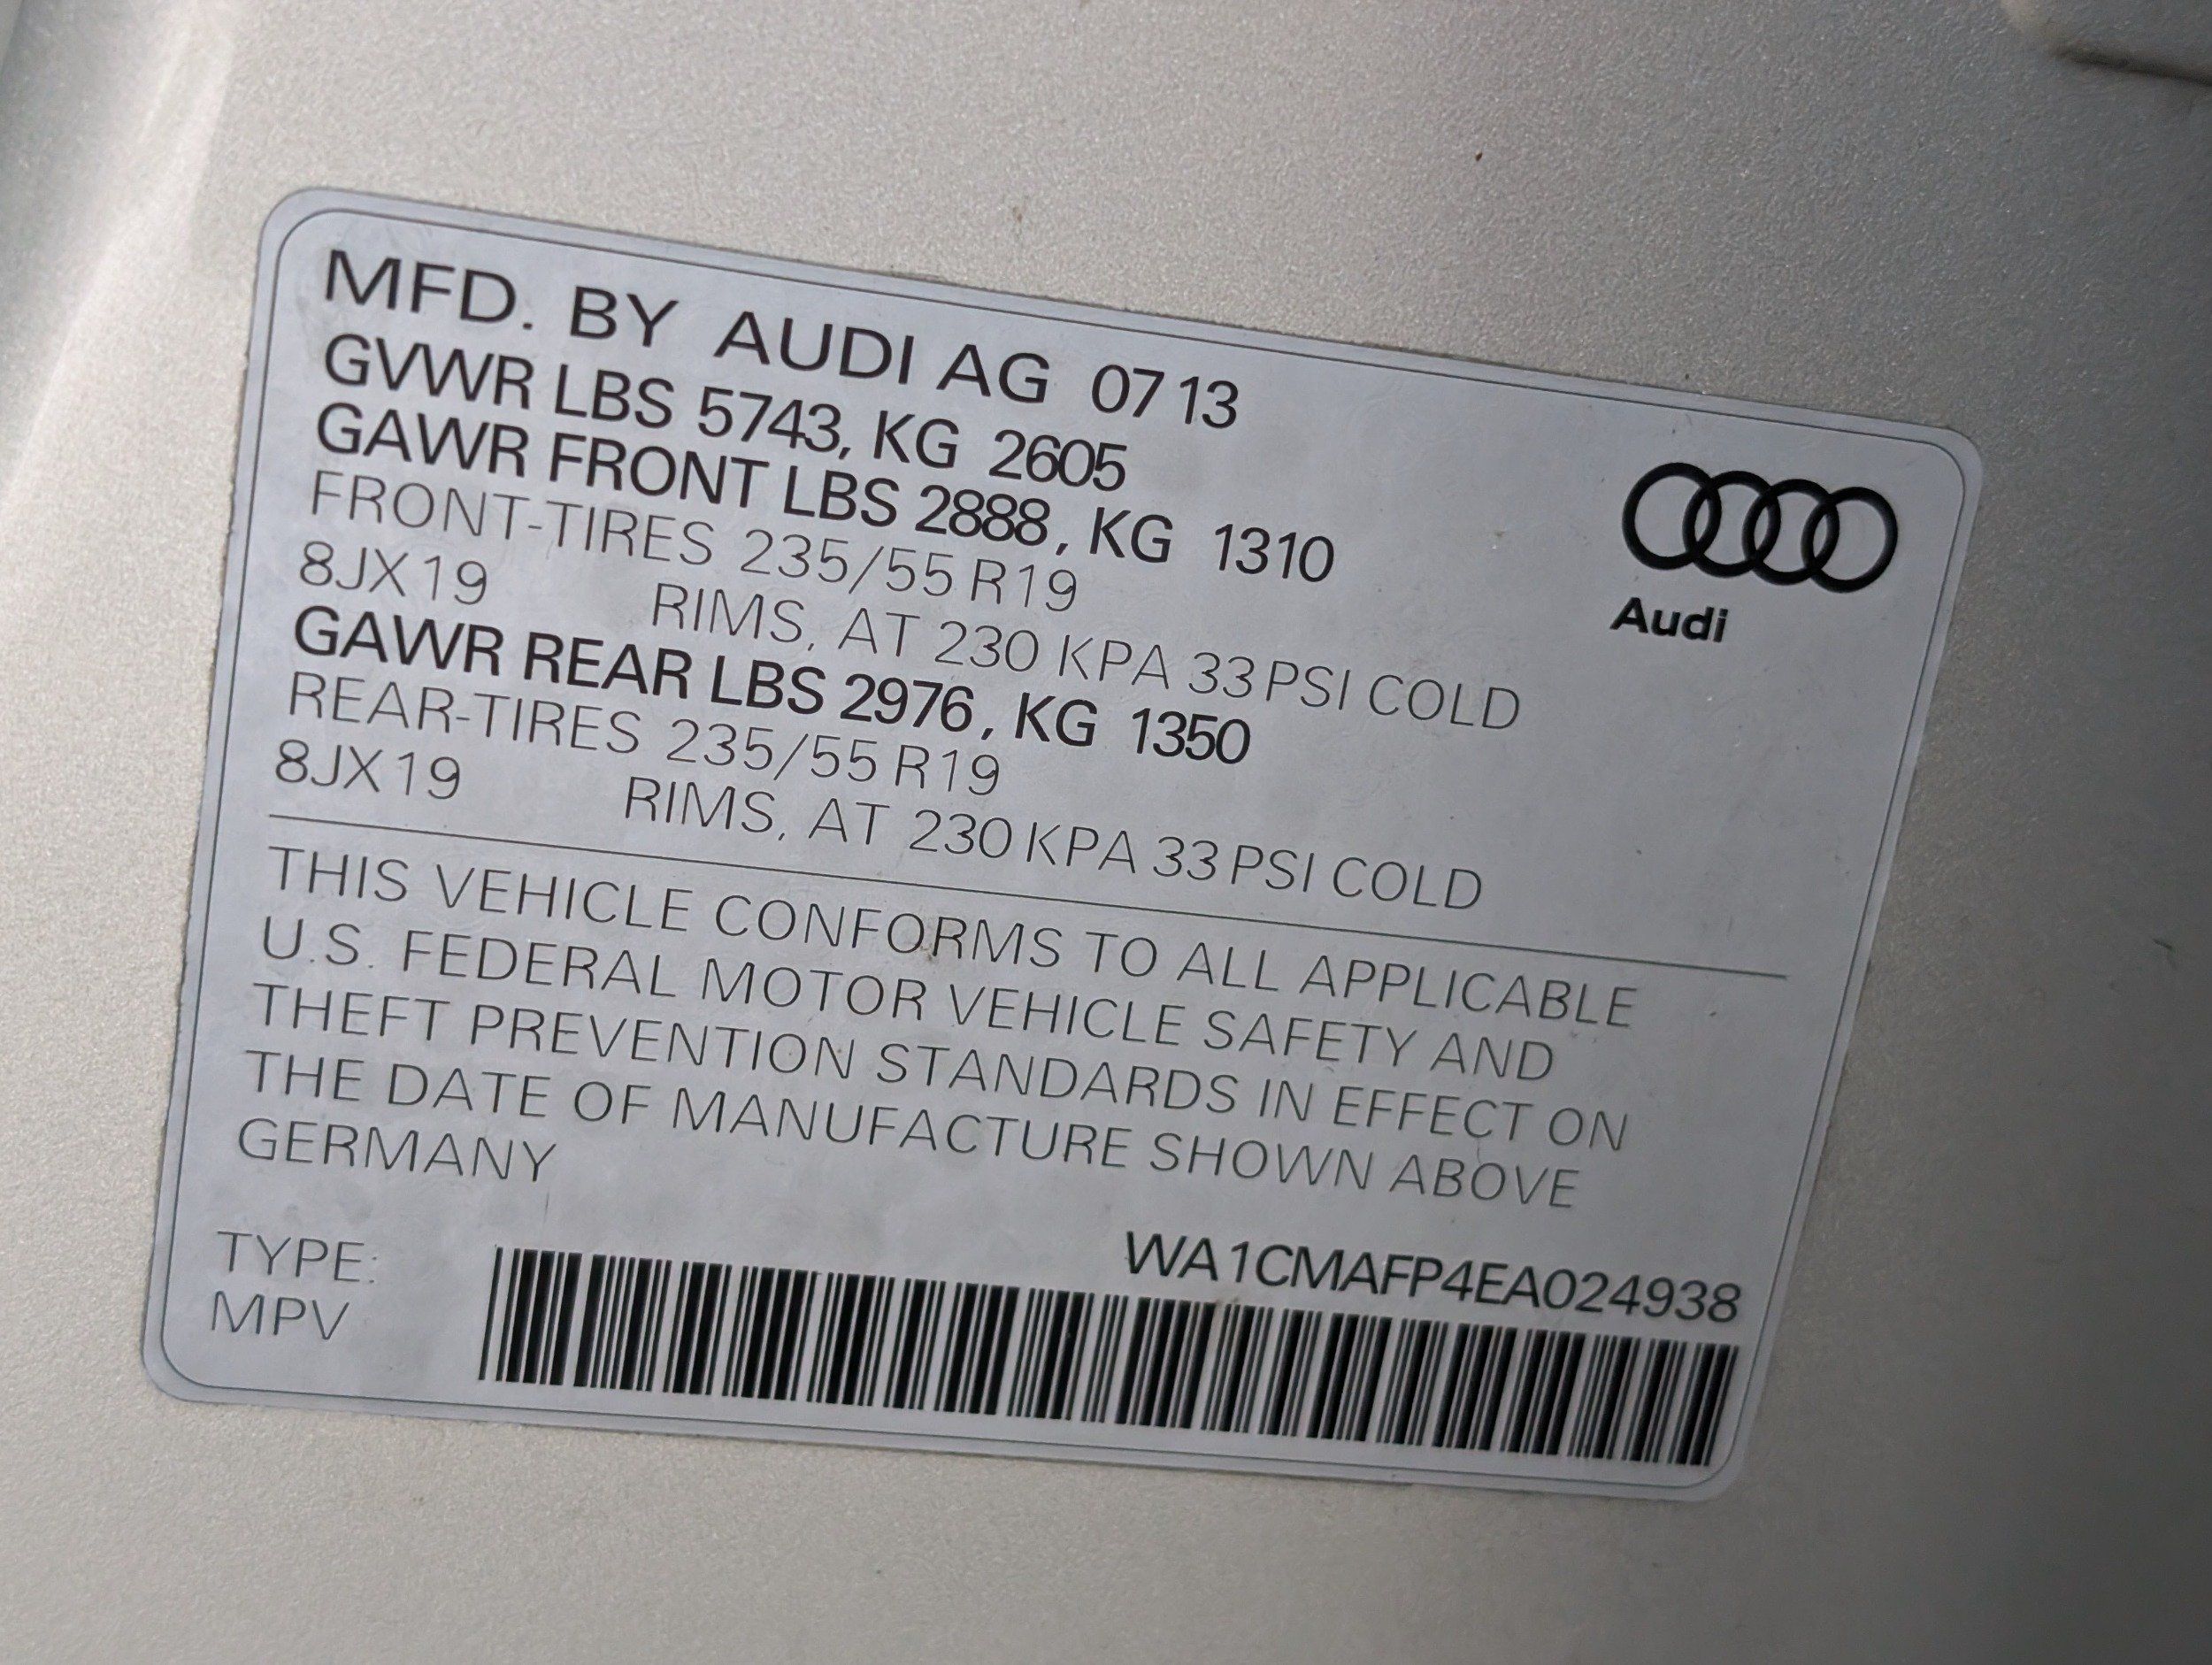 MFD. BY AUDI AG 07 13
GVWR LBS 5743, KG 2605
GAWR FRONT LBS 2888, KG 1310
FRONT-TIRES 235/55 R19
8JX19 RIMS, AT 230 KPA 33 PSI COLD
GAWR REAR LBS 2976, KG 1350
REAR-TIRES 235/55 R19
8JX19 RIMS, AT 230 KPA 33 PSI COLD
Audi
THIS VEHICLE CONFORMS TO ALL APPLICABLE
U.S. FEDERAL MOTOR VEHICLE SAFETY AND
THEFT PREVENTION STANDARDS IN EFFECT ON
THE DATE OF MANUFACTURE SHOWN ABOVE
GERMANY
WA1CMAFP4EA024938
TYPE:
MPV